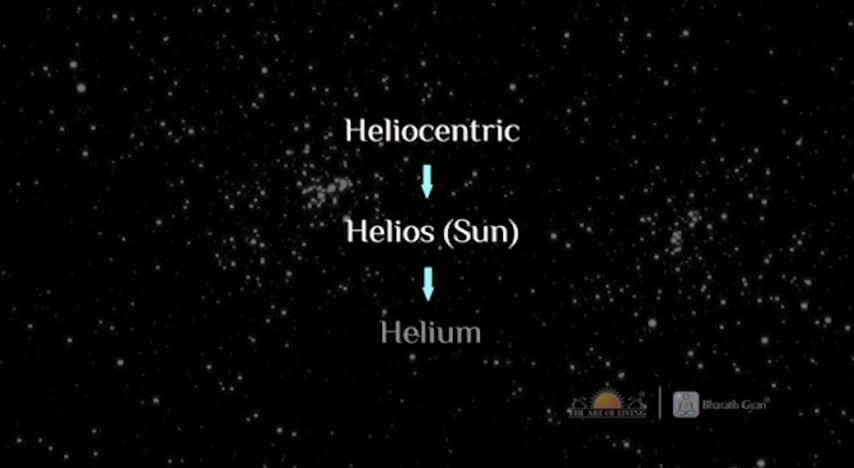 Heliocentric
Helios (Sun)
Helium
THE ART OF LIVING
Bharath Gyan